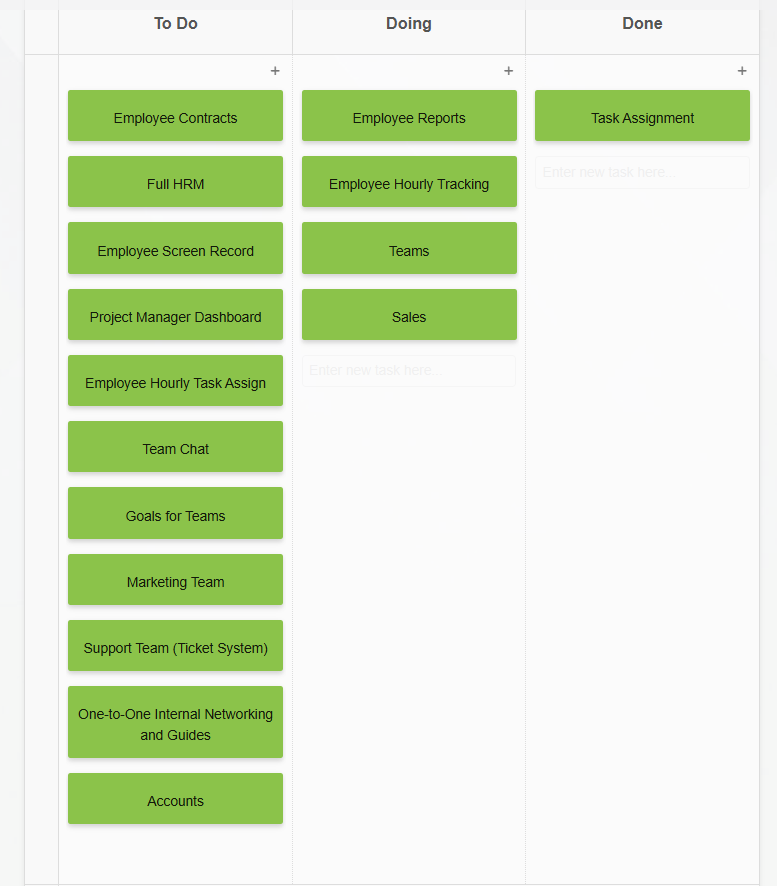 To Do
Doing
Done
+
+
+
Employee Contracts
Full HRM
Employee Screen Record
Project Manager Dashboard
Employee Hourly Task Assign
Team Chat
Goals for Teams
Marketing Team
Support Team (Ticket System)
One-to-One Internal Networking
and Guides
Accounts
Employee Reports
Employee Hourly Tracking
Teams
Sales
Enter new task here...
Task Assignment
Enter new task here...